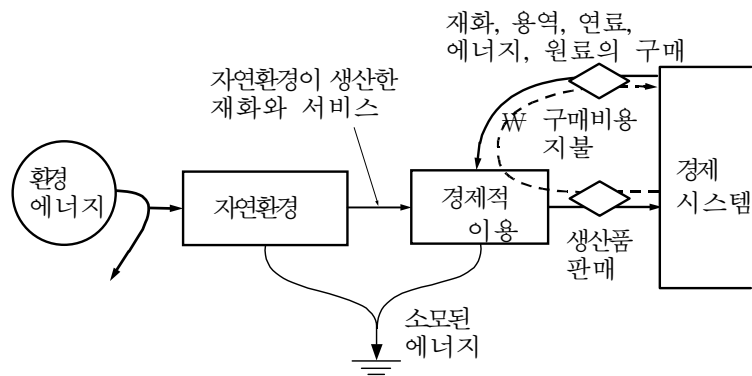 재화, 용역, 연료,
에너지, 원료의 구매
자연환경이 생산한
재화와 서비스
₩ 구매비용
지불
환경
에너지
자연환경
경제적
이용
경제
시스템
생산품
판매
소모된
에너지